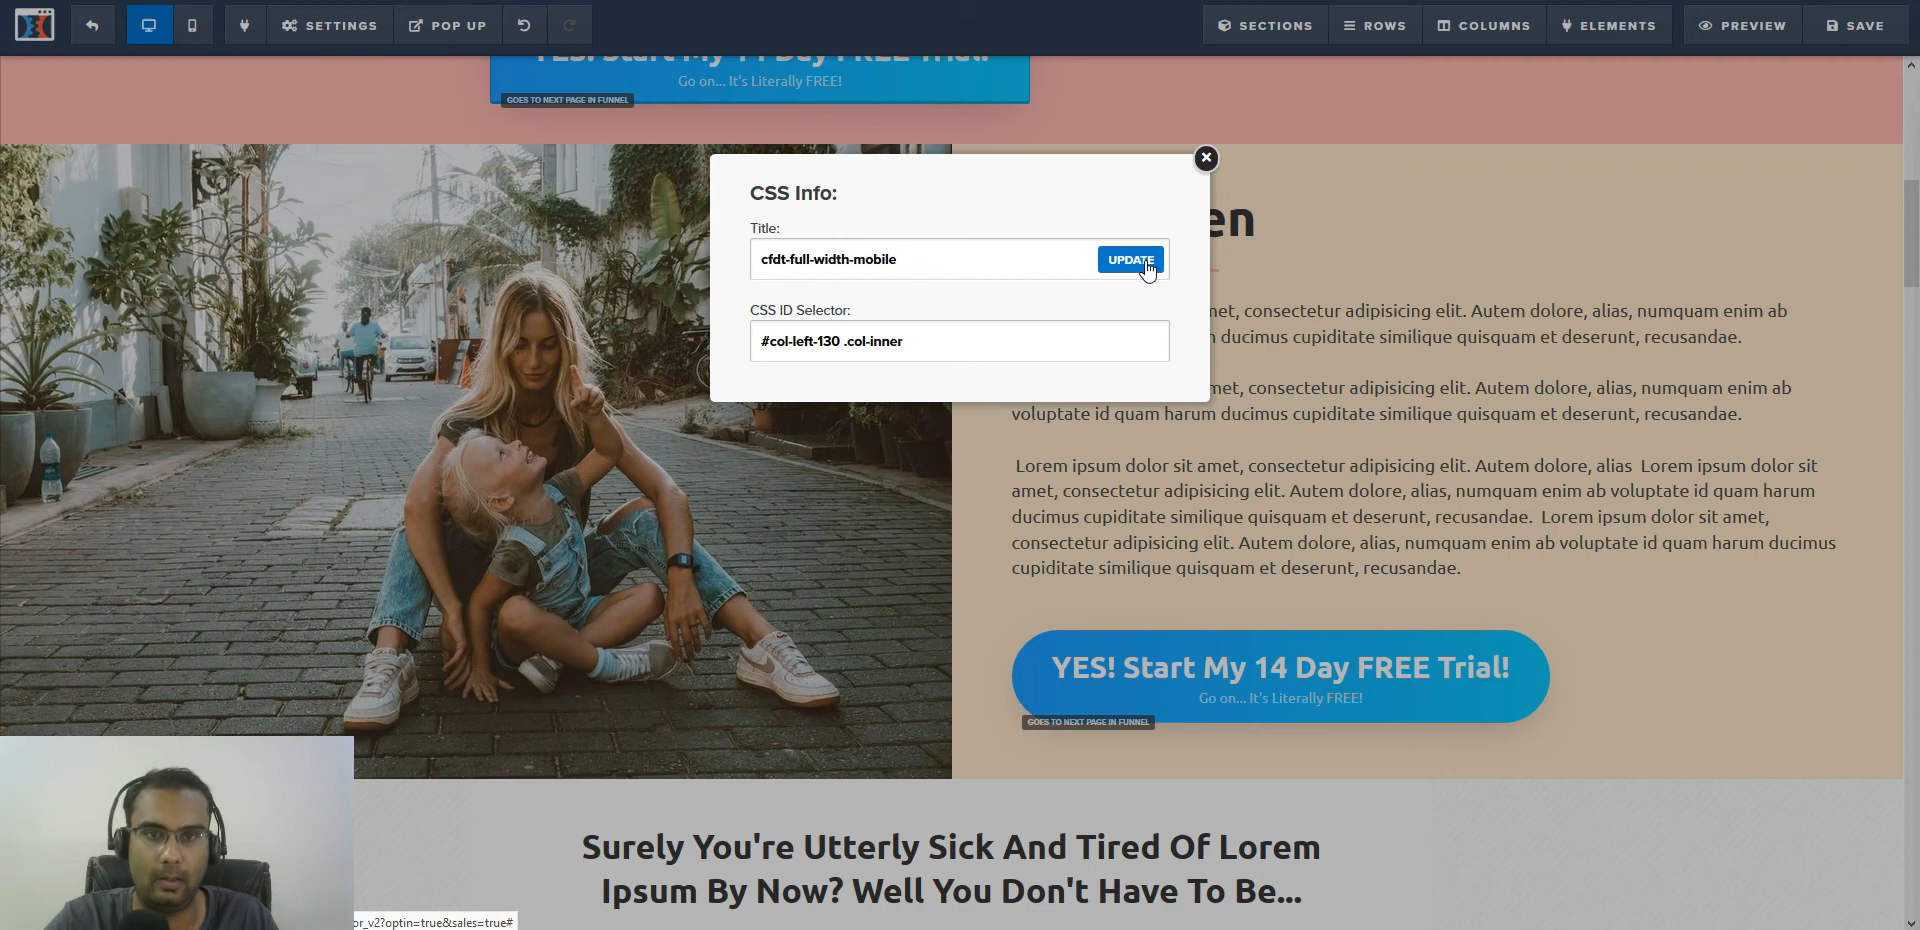 SETTINGS
POP UP
SECTIONS
ROWS
COLUMNS
ELEMENTS
PREVIEW
SAVE
YES! Start My 14 Day FREE Trial!
Go on... It's Literally FREE!
GOES TO NEXT PAGE IN FUNNEL
CSS Info:
Title:
cfdt-full-width-mobile
UPDATE
CSS ID Selector:
#col-left-130 .col-inner
en
met, consectetur adipisicing elit. Autem dolore, alias, numquam enim ab
ducimus cupiditate similique quisquam et deserunt, recusandae.
met, consectetur adipisicing elit. Autem dolore, alias, numquam enim ab
voluptate id quam harum ducimus cupiditate similique quisquam et deserunt, recusandae.
Lorem ipsum dolor sit amet, consectetur adipisicing elit. Autem dolore, alias Lorem ipsum dolor sit
amet, consectetur adipisicing elit. Autem dolore, alias, numquam enim ab voluptate id quam harum
ducimus cupiditate similique quisquam et deserunt, recusandae. Lorem ipsum dolor sit amet,
consectetur adipisicing elit. Autem dolore, alias, numquam enim ab voluptate id quam harum ducimus
cupiditate similique quisquam et deserunt, recusandae.
YES! Start My 14 Day FREE Trial!
Go on... It's Literally FREE!
GOES TO NEXT PAGE IN FUNNEL
Surely You're Utterly Sick And Tired Of Lorem
Ipsum By Now? Well You Don't Have To Be...
or_v2?optin=true&sales=true#